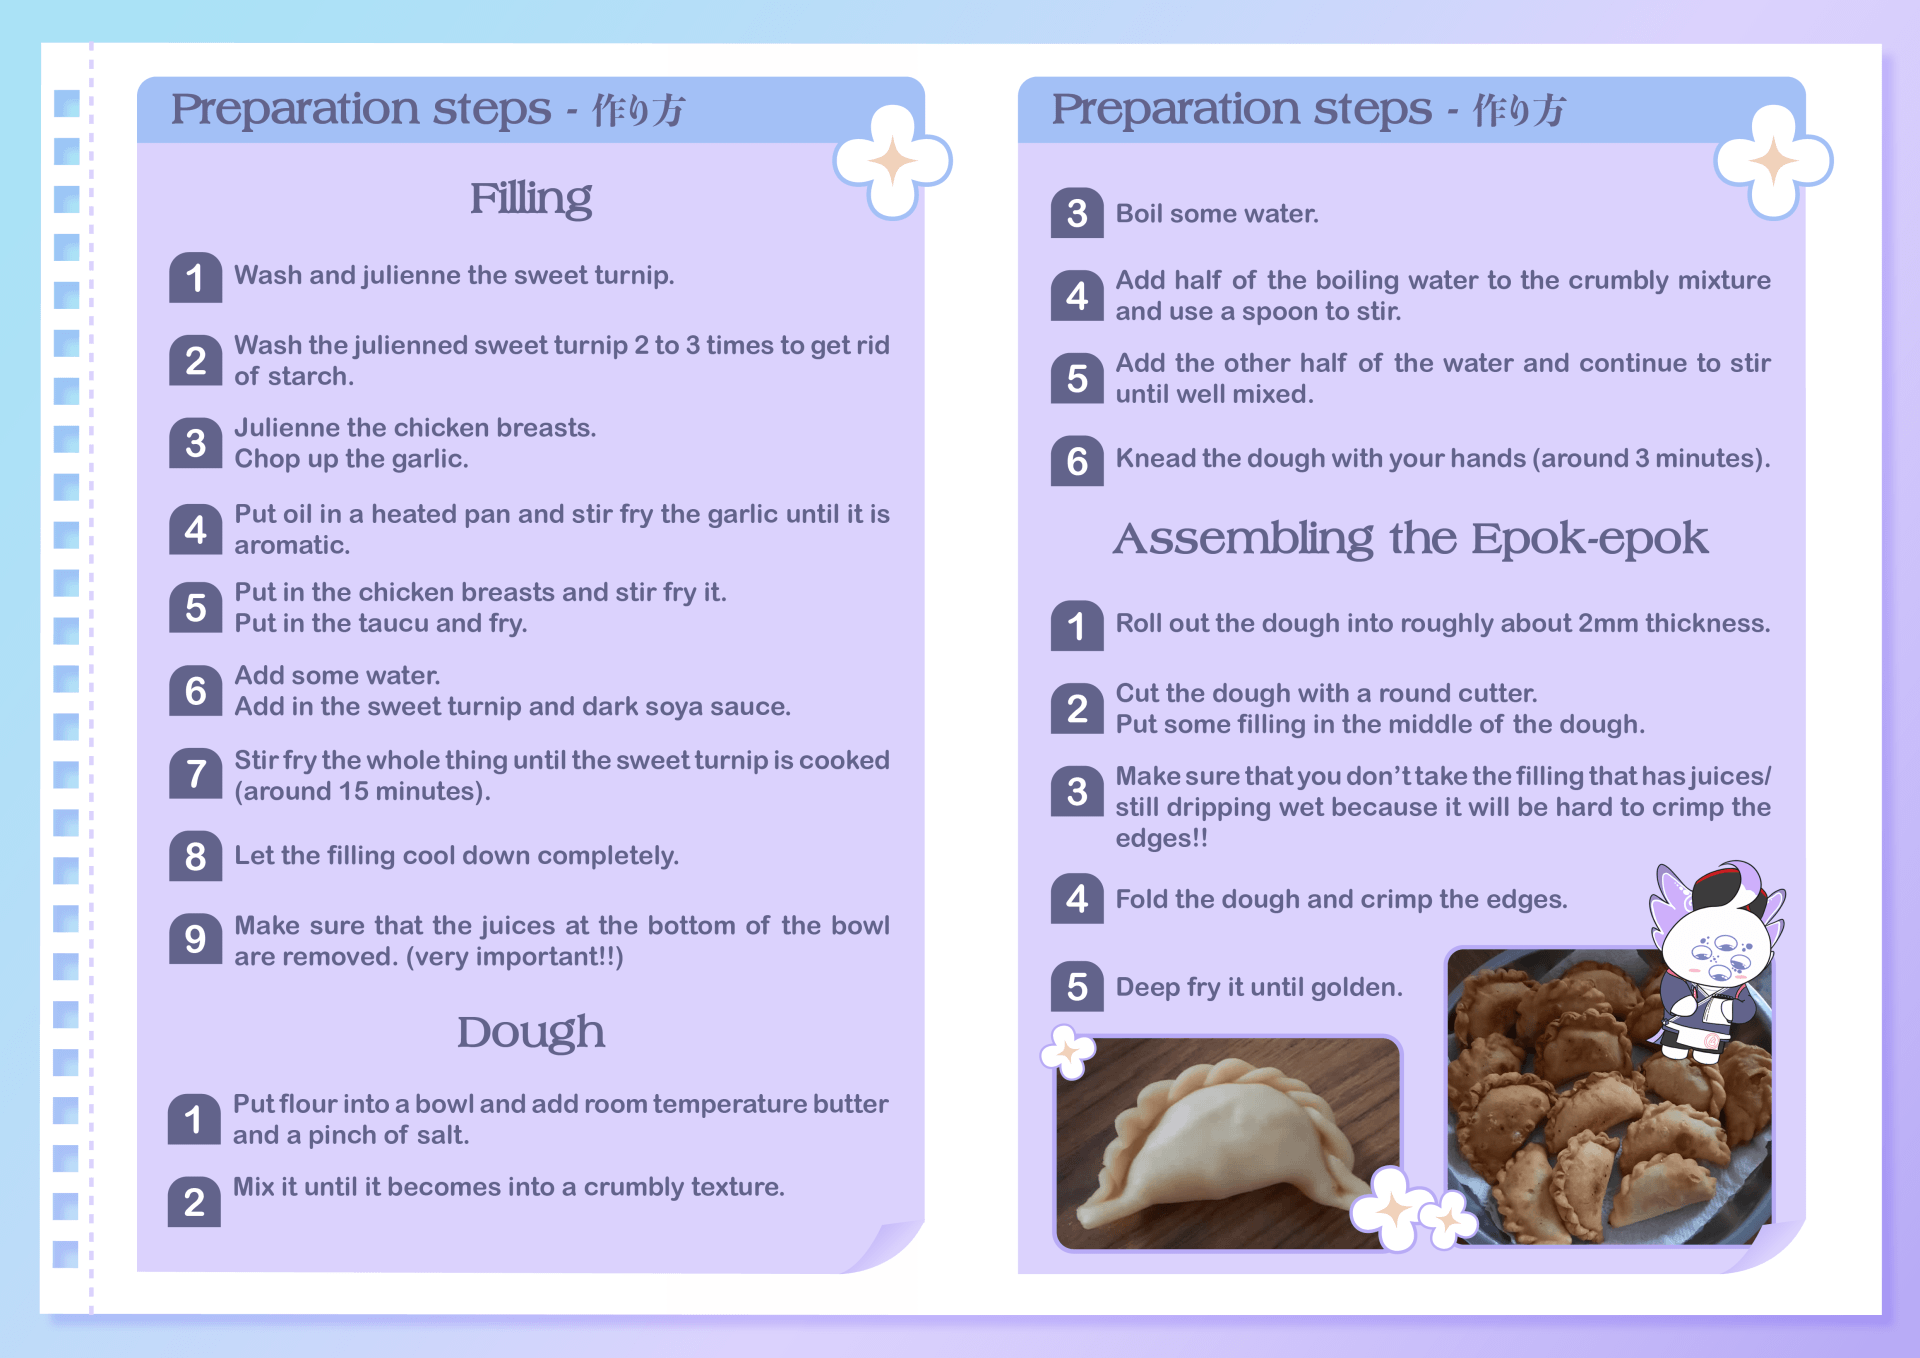 Preparation steps - 作り方
Filling
1 Wash and julienne the sweet turnip.
2 Wash the julienned sweet turnip 2 to 3 times to get rid
of starch.
3 Julienne the chicken breasts.
Chop up the garlic.
4 Put oil in a heated pan and stir fry the garlic until it is
aromatic.
5 Put in the chicken breasts and stir fry it.
Put in the taucu and fry.
6 Add some water.
Add in the sweet turnip and dark soya sauce.
7 Stir fry the whole thing until the sweet turnip is cooked
(around 15 minutes).
8 Let the filling cool down completely.
9 Make sure that the juices at the bottom of the bowl
are removed. (very important!!)
Dough
1 Put flour into a bowl and add room temperature butter
and a pinch of salt.
2 Mix it until it becomes into a crumbly texture.
Preparation steps - 作り方
3 Boil some water.
4 Add half of the boiling water to the crumbly mixture
and use a spoon to stir.
5 Add the other half of the water and continue to stir
until well mixed.
6 Knead the dough with your hands (around 3 minutes).
Assembling the Epok-epok
1 Roll out the dough into roughly about 2mm thickness.
2 Cut the dough with a round cutter.
Put some filling in the middle of the dough.
3 Make sure that you don't take the filling that has juices/
still dripping wet because it will be hard to crimp the
edges!!
4 Fold the dough and crimp the edges.
5 Deep fry it until golden.